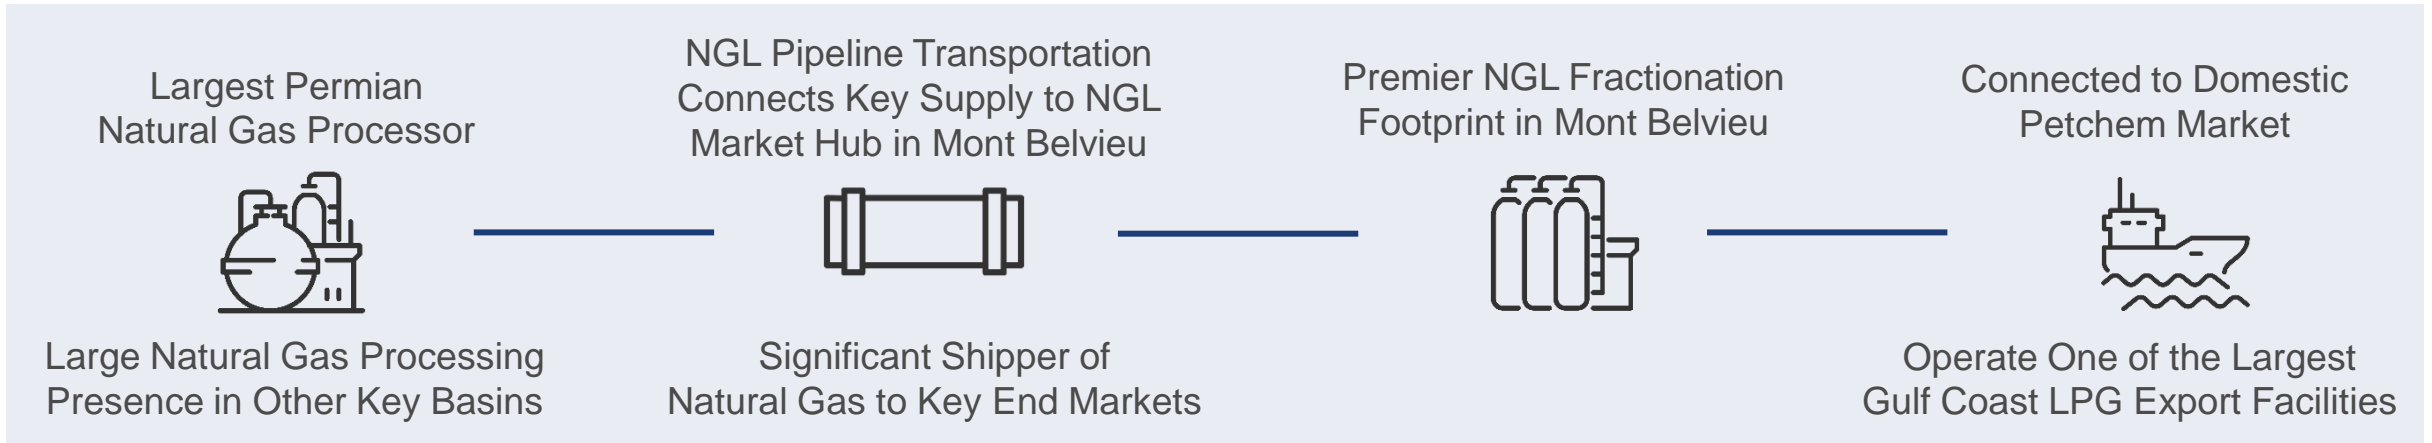 Largest Permian
Natural Gas Processor
Large Natural Gas Processing
Presence in Other Key Basins
NGL Pipeline Transportation
Connects Key Supply to NGL
Market Hub in Mont Belvieu
Significant Shipper of
Natural Gas to Key End Markets
Premier NGL Fractionation
Footprint in Mont Belvieu
Connected to Domestic
Petchem Market
Operate One of the Largest
Gulf Coast LPG Export Facilities